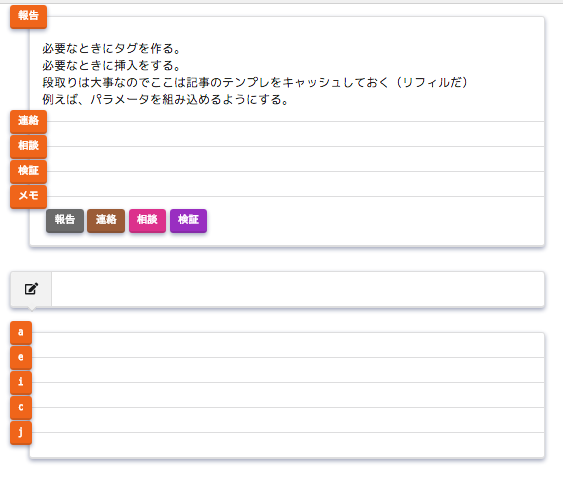 報告
必要なときにタグを作る。
必要なときに挿入をする。
段取りは大事なのでここは記事のテンプレをキャッシュしておく（リフィルだ）
例えば、パラメータを組み込めるようにする。
連絡
相談
検証
メモ
報告 連絡 相談 検証
a
e
i
c
j